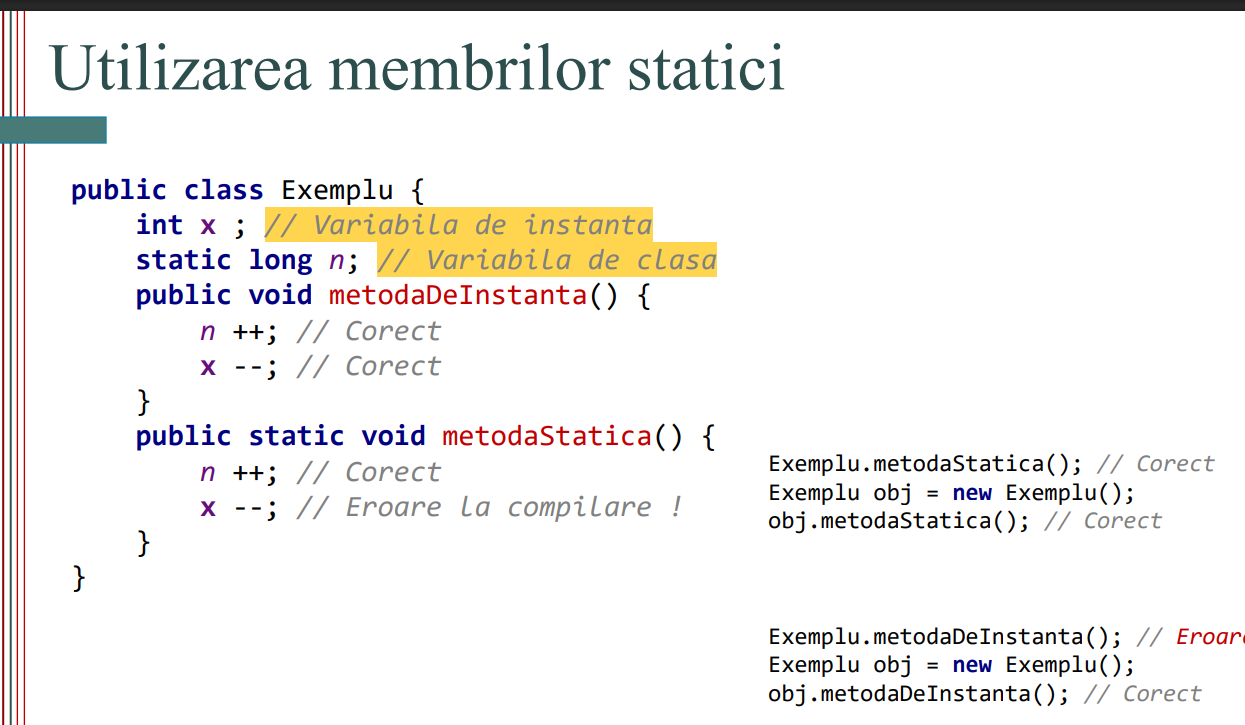 Utilizarea membrilor statici
public class Exemplu {
int x ; // Variabila de instanta
static long n; // Variabila de clasa
public void metodaDeInstanta() {
n ++; // Corect
x --; // Corect
}
public static void metodaStatica() {
n ++; // Corect
x --; // Eroare la compilare !
}
}
Exemplu.metodaStatica(); // Corect
Exemplu obj = new Exemplu();
obj.metodaStatica(); // Corect
Exemplu.metodaDeInstanta(); //
Exemplu obj = new Exemplu();
obj.metodaDeInstanta(); // Corect